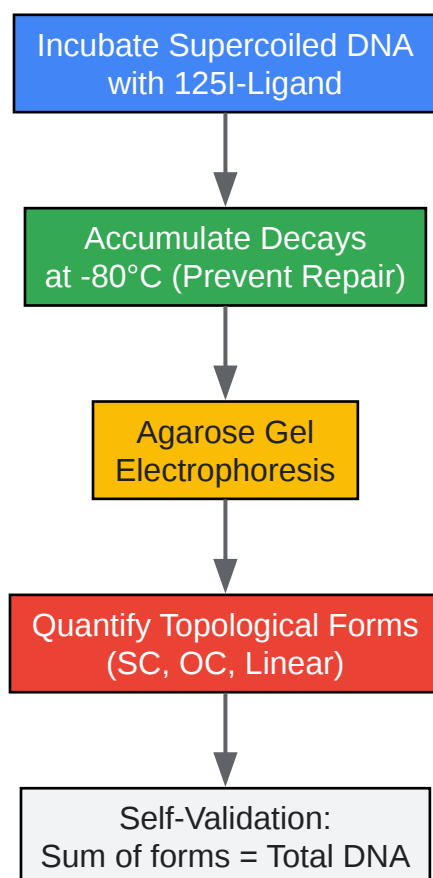 Incubate Supercoiled DNA
with 125I-Ligand
Accumulate Decays
at -80°C (Prevent Repair)
Agarose Gel
Electrophoresis
Quantify Topological Forms
(SC, OC, Linear)
Self-Validation:
Sum of forms = Total DNA